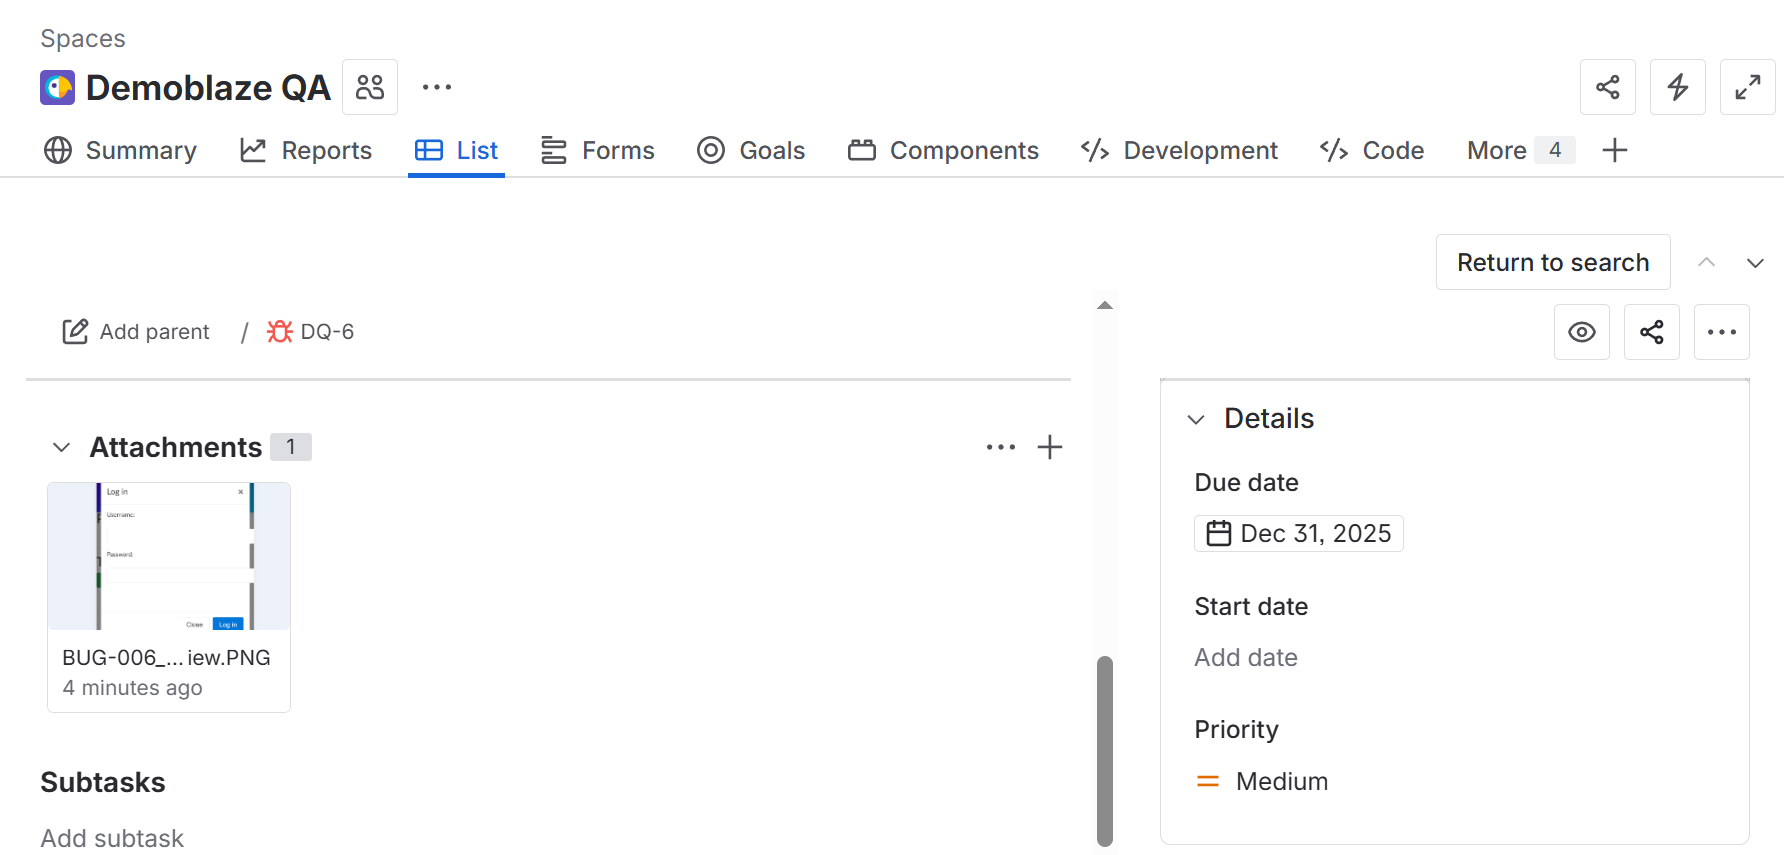 Spaces
Demoblaze QA
Summary Reports List Forms Goals Components Development Code More 4
Return to search
Add parent / DQ-6
Attachments 1
Log in ×
Username:
Password:
Close Log in
BUG-006_...iew.PNG
4 minutes ago
Subtasks
Add subtask
Details
Due date
Dec 31, 2025
Start date
Add date
Priority
Medium